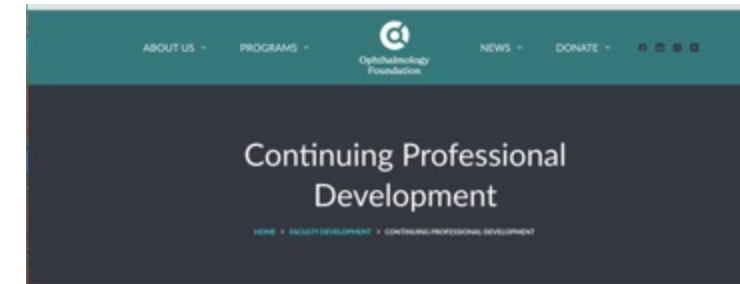 ABOUT US
PROGRAMS
Ophthalmology
Foundation
NEWS
DONATE
Continuing Professional
Development
HOME > FACULTY DEVELOPMENT > CONTINUING PROFESSIONAL DEVELOPMENT